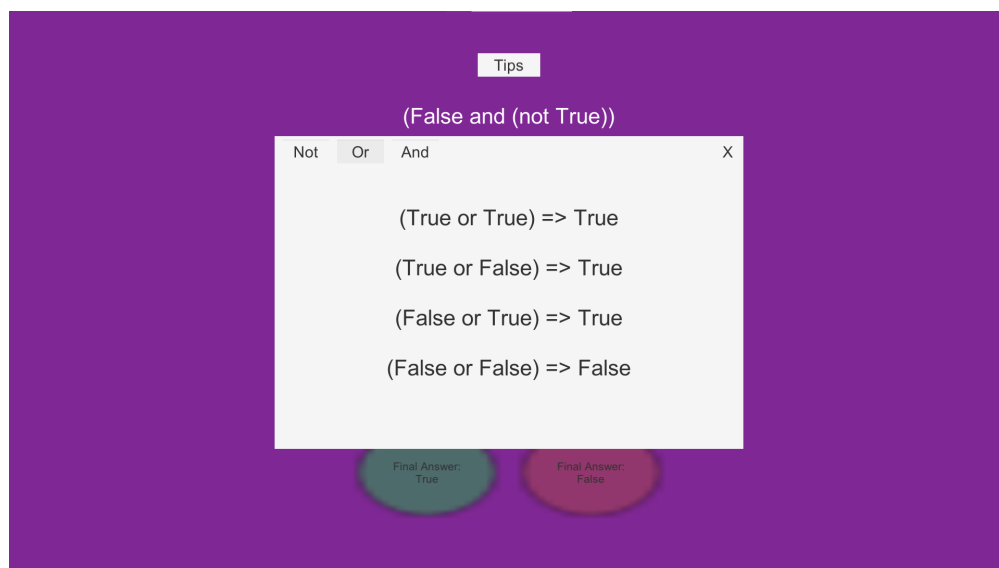 Tips
(False and (not True))
Not Or And X
(True or True) => True
(True or False) => True
(False or True) => True
(False or False) => False
Final Answer:
True
Final Answer:
False